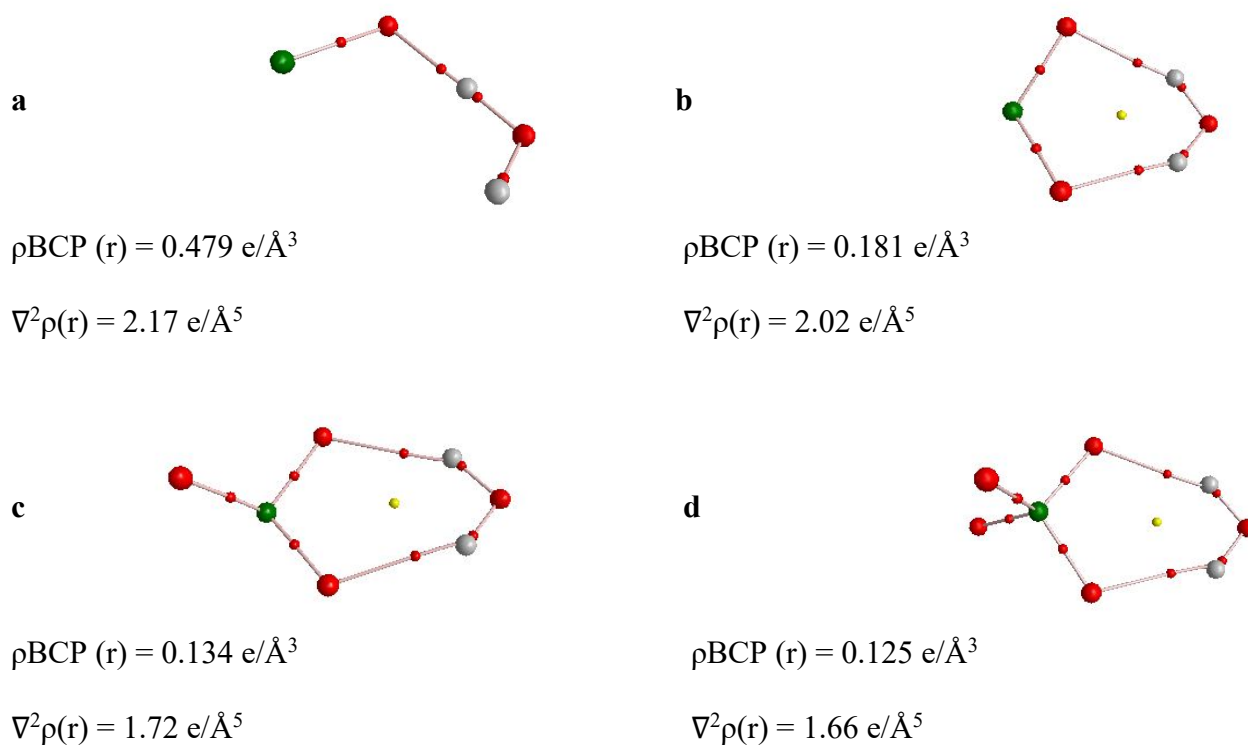 a
b
ρBCP (r) = 0.479 e/Å³
ρBCP (r) = 0.181 e/Å³
∇²ρ(r) = 2.17 e/Å⁵
∇²ρ(r) = 2.02 e/Å⁵
c
d
ρBCP (r) = 0.134 e/Å³
ρBCP (r) = 0.125 e/Å³
∇²ρ(r) = 1.72 e/Å⁵
∇²ρ(r) = 1.66 e/Å⁵